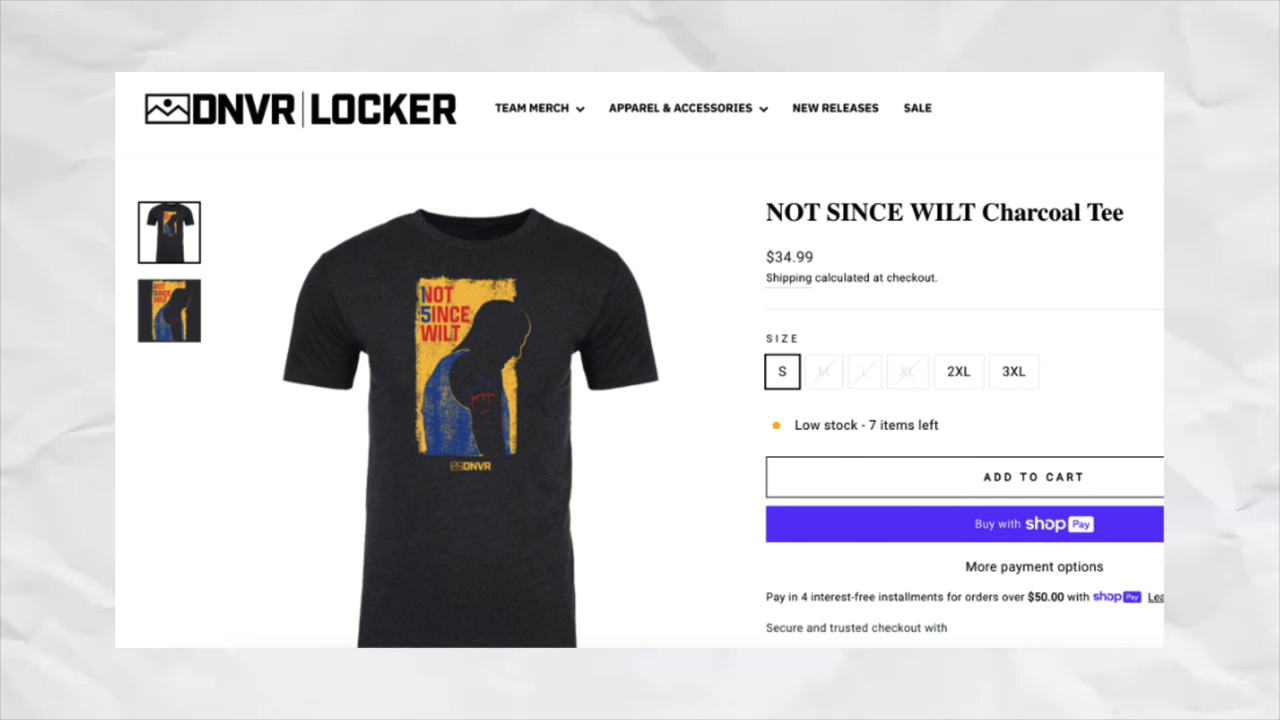 DNVR | LOCKER
TEAM MERCH
APPAREL & ACCESSORIES
NEW RELEASES
SALE
NOT
5INCE
WILT
DNVR
NOT SINCE WILT Charcoal Tee
$34.99
Shipping calculated at checkout.
SIZE
S
M
L
XL
2XL
3XL
Low stock - 7 items left
ADD TO CART
Buy with shop Pay
More payment options
Pay in 4 interest-free installments for orders over $50.00 with shop Pay Lea
Secure and trusted checkout with